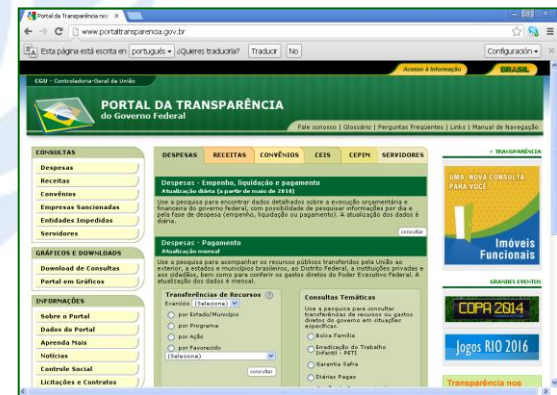 Portal da Transparência nos
www.portaltransparencia.gov.br
Esta página está escrita en portugués ¿Quieres traducirla? Traducir No Configuración
Acesso à Informação BRASIL
CGU - Controladoria-Geral da União
PORTAL DA TRANSPARÊNCIA
do Governo Federal
Fale conosco | Glossário | Perguntas Freqüentes | Links | Manual de Navegação
CONSULTAS
Despesas
Receitas
Convênios
Empresas Sancionadas
Entidades Impedidas
Servidores
GRÁFICOS E DOWNLOADS
Download de Consultas
Portal em Gráficos
INFORMAÇÕES
Sobre o Portal
Dados do Portal
Aprenda Mais
Notícias
Controle Social
Licitações e Contratos
DESPESAS RECEITAS CONVÊNIOS CEIS CEPIM SERVIDORES
Despesas - Empenho, liquidação e pagamento
Atualização diária (a partir de maio de 2010)
Use a pesquisa para encontrar dados detalhados sobre a execução orçamentária e
financeira do governo federal, com possibilidade de pesquisar informações por dia e
pela fase de despesa (empenho, liquidação ou pagamento). A atualização dos dados é
diária.
consultar
Despesas - Pagamento
Atualização mensal
Use a pesquisa para acompanhar os recursos públicos transferidos pela União ao
exterior, a estados e municípios brasileiros, ao Distrito Federal, a instituições privadas e
aos cidadãos, bem como para conferir os gastos diretos do Poder Executivo Federal. A
atualização dos dados é mensal.
Transferências de Recursos
Exercício (Selecione)
por Estado/Município
por Programa
por Ação
por Favorecido
(Selecione)
consultar
Consultas Temáticas
Use a pesquisa para consultar
transferências de recursos ou gastos
diretos do governo em situações
específicas.
Bolsa Família
Erradicação do Trabalho
Infantil - PETI
Garantia Safra
Diárias Pagas
+ TRANSPARÊNCIA
UMA NOVA CONSULTA
PARA VOCÊ
Imóveis
Funcionais
GRANDES EVENTOS
COPA 2014
Jogos RIO 2016
Transparência nos